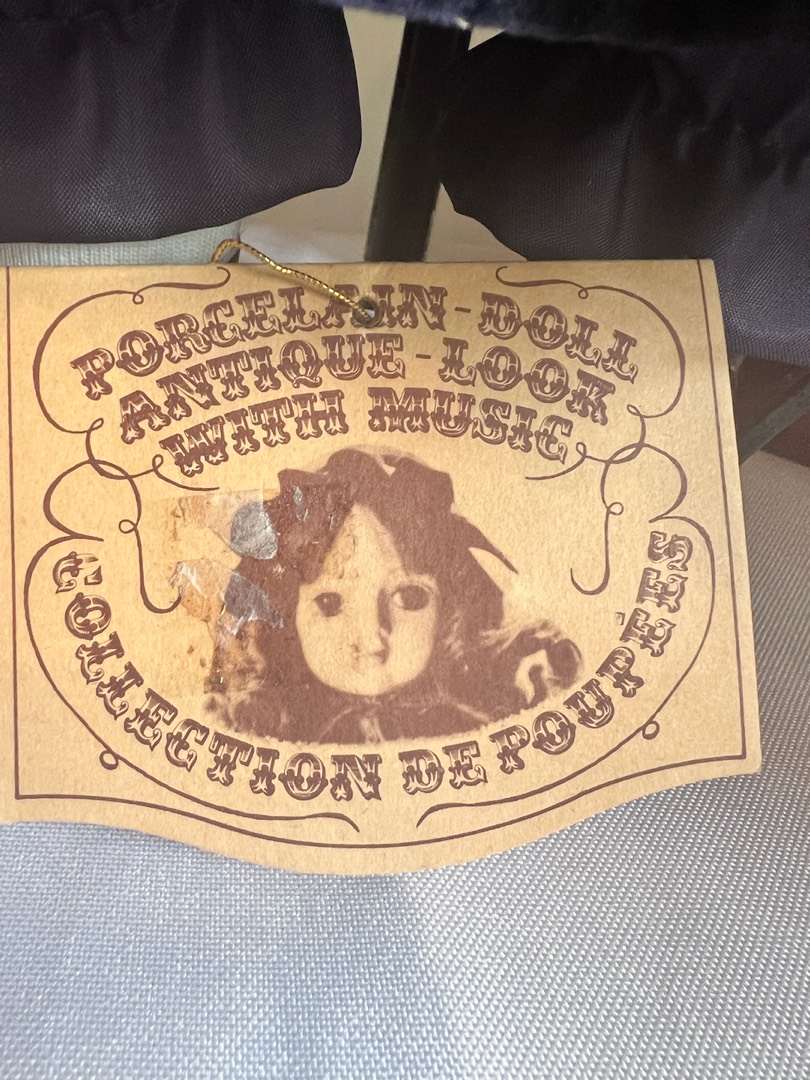 PORCELAIN-DOLL
ANTIQUE-LOOK
WITH MUSIC
COLLECTION DE POUPÉES